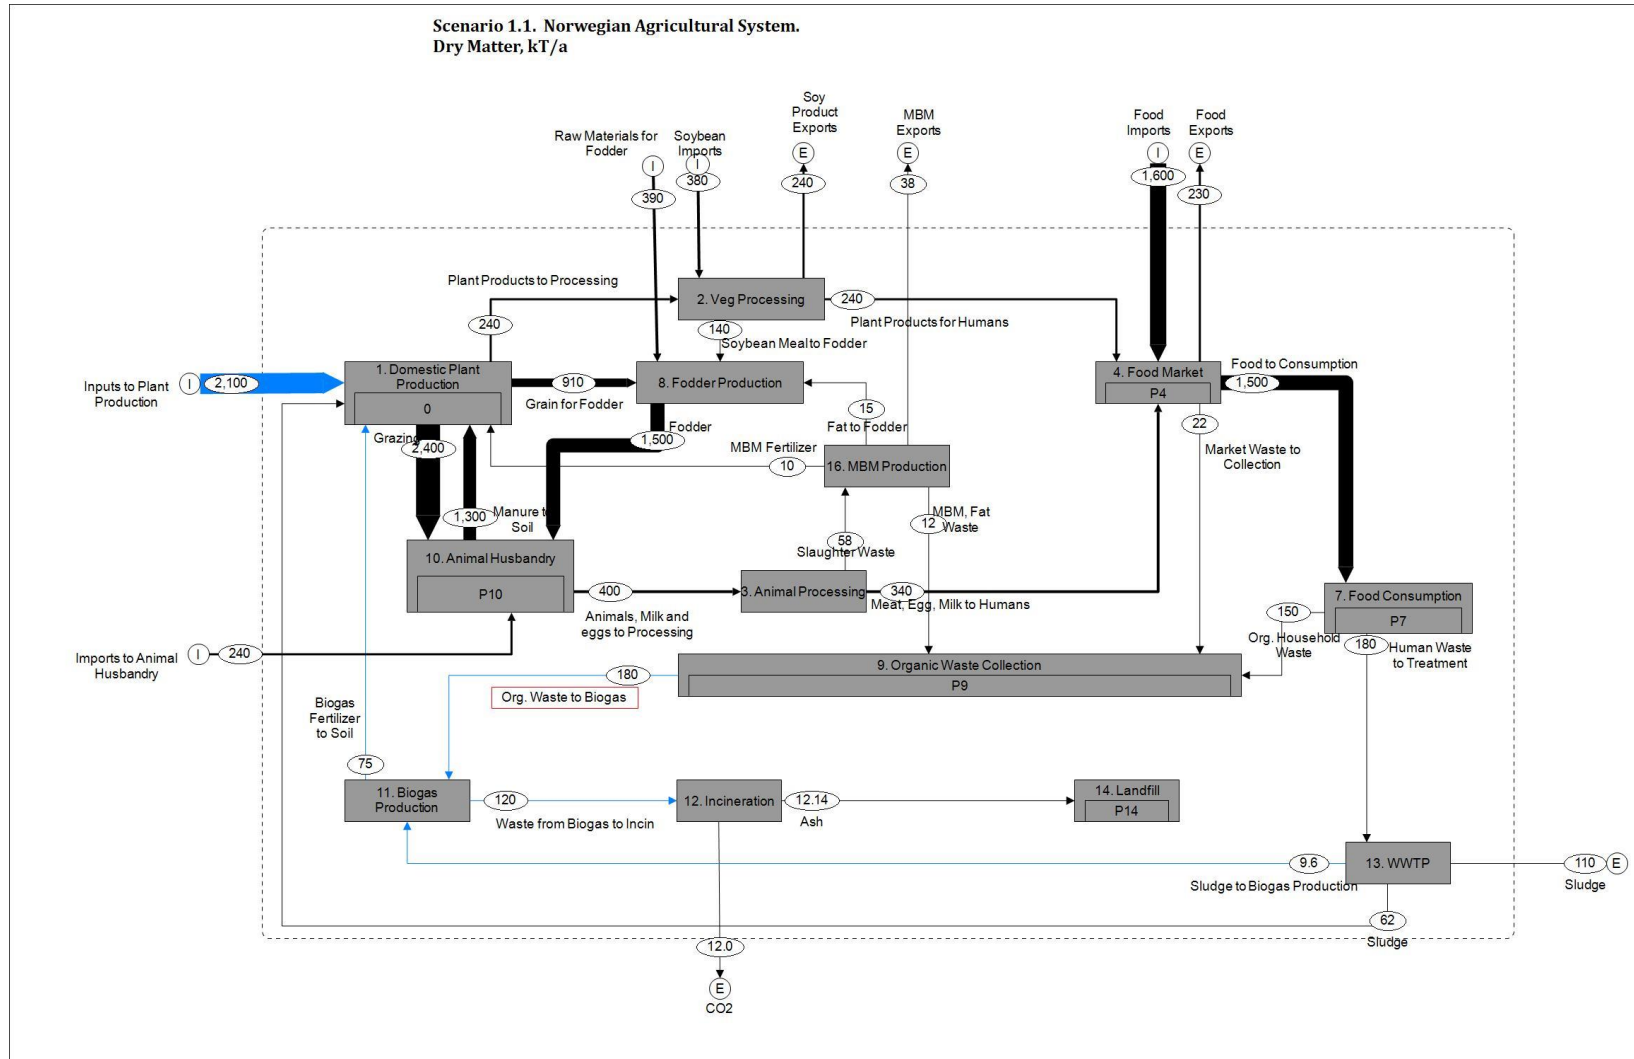 Scenario 1.1. Norwegian Agricultural System.
Dry Matter, kT/a
Soy
Product
Exports
MBM
Exports
Food
Imports
Food
Exports
Raw Materials for
Fodder
Soybean
Imports
I
I
E
E
I
E
390
380
240
38
1,600
230
Plant Products to Processing
240
2. Veg Processing
240
Plant Products for Humans
140
Soybean Meal to Fodder
Inputs to Plant
Production
I
2,100
1. Domestic Plant
Production
0
910
Grain for Fodder
8. Fodder Production
4. Food Market
P4
Food to Consumption
1,500
15
Fat to Fodder
22
Market Waste to
Collection
Grazing
2,400
Fodder
1,500
MBM Fertilizer
10
16. MBM Production
1,300
Manure to
Soil
MBM, Fat
Waste
12
58
Slaughter Waste
10. Animal Husbandry
P10
400
Animals, Milk and
eggs to Processing
3. Animal Processing
340
Meat, Egg, Milk to Humans
7. Food Consumption
P7
150
Org. Household
Waste
180
Human Waste
to Treatment
Imports to Animal
Husbandry
I
240
9. Organic Waste Collection
P9
180
Org. Waste to Biogas
Biogas
Fertilizer
to Soil
75
11. Biogas
Production
120
Waste from Biogas to Incin
12. Incineration
12.14
Ash
14. Landfill
P14
9.6
Sludge to Biogas Production
13. WWTP
110
E
Sludge
62
Sludge
12.0
E
CO2